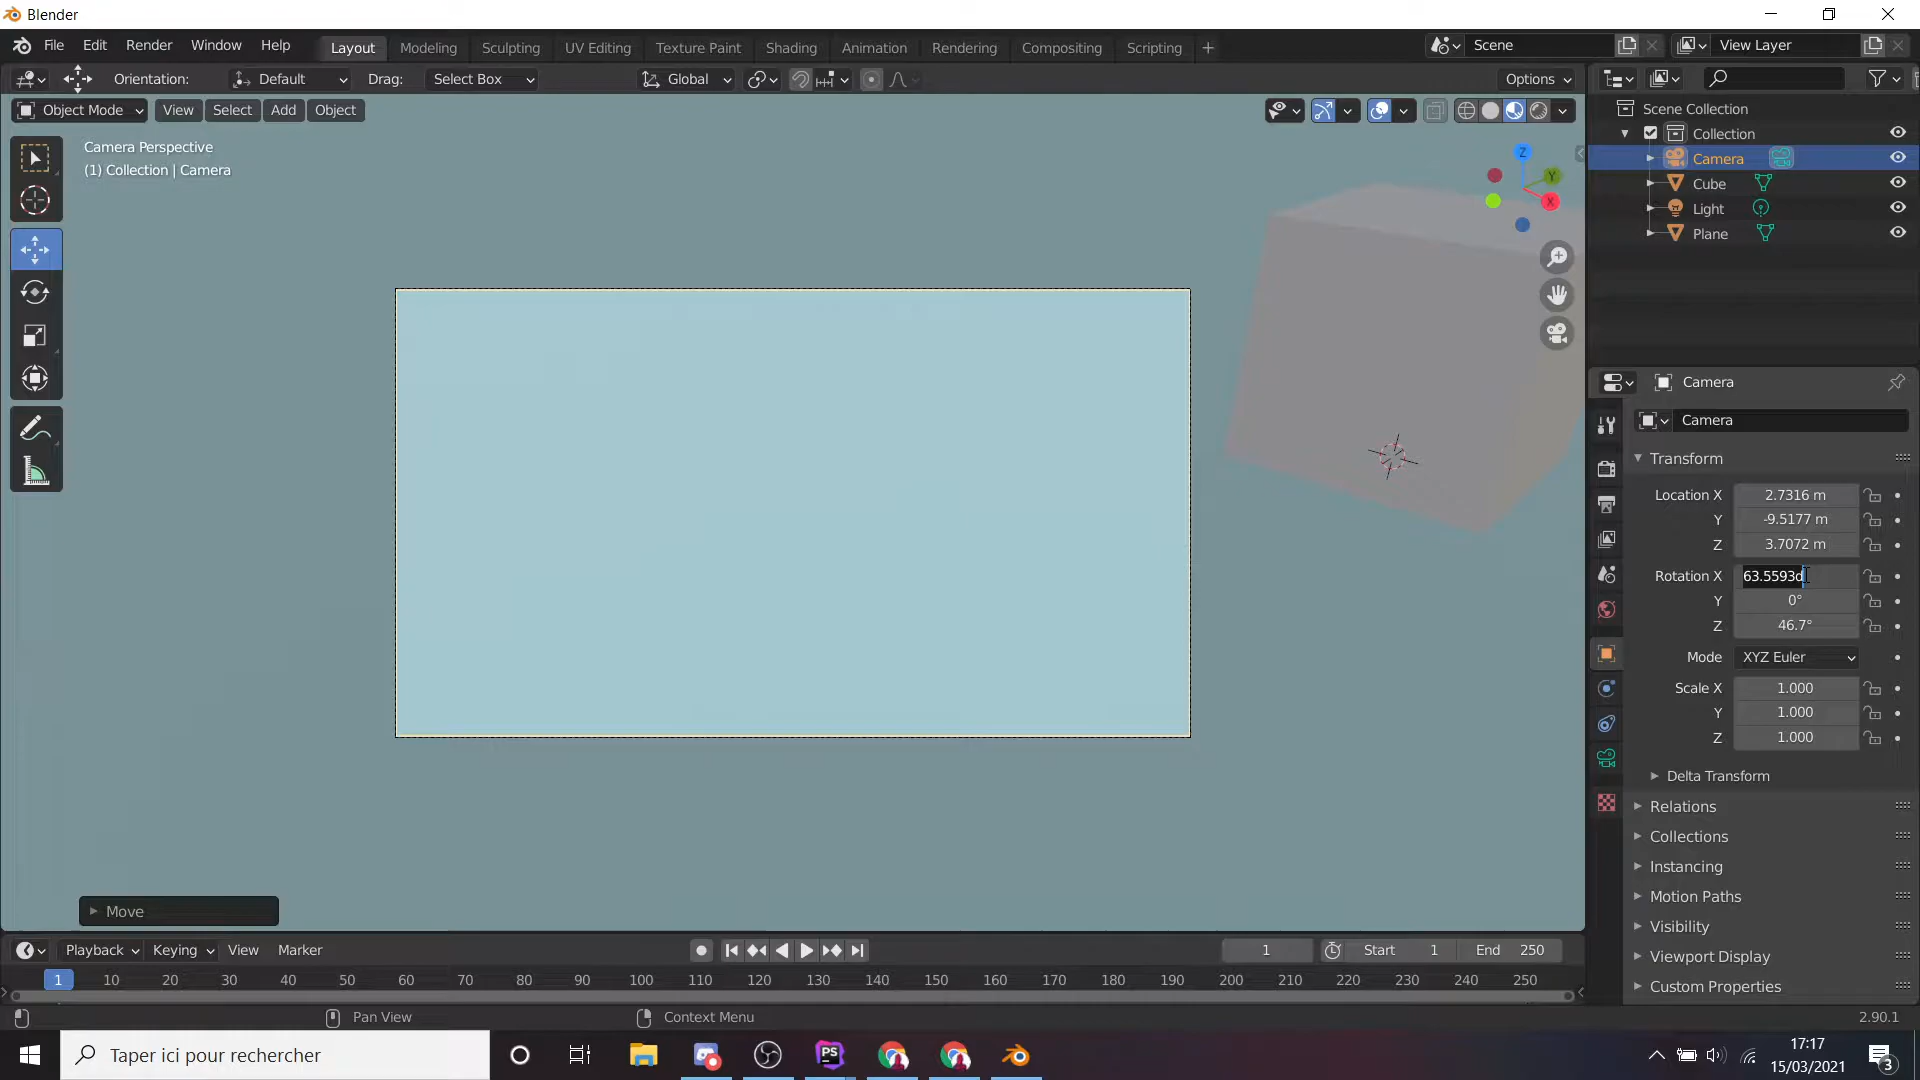 Blender
File Edit Render Window Help Layout Modeling Sculpting UV Editing Texture Paint Shading Animation Rendering Compositing Scripting + Scene View Layer
Orientation: Default Drag: Select Box Global Options
Object Mode View Select Add Object
Camera Perspective
(1) Collection | Camera
Z
Y
X
Move
Scene Collection
Collection
Camera
Cube
Light
Plane
Camera
Camera
Transform
Location X 2.7316 m
Y -9.5177 m
Z 3.7072 m
Rotation X 63.5593d
Y 0°
Z 46.7°
Mode XYZ Euler
Scale X 1.000
Y 1.000
Z 1.000
Delta Transform
Relations
Collections
Instancing
Motion Paths
Visibility
Viewport Display
Custom Properties
Playback Keying View Marker 1 Start 1 End 250
1 10 20 30 40 50 60 70 80 90 100 110 120 130 140 150 160 170 180 190 200 210 220 230 240 250
Pan View Context Menu 2.90.1
Taper ici pour rechercher
PS
17:17
15/03/2021
3